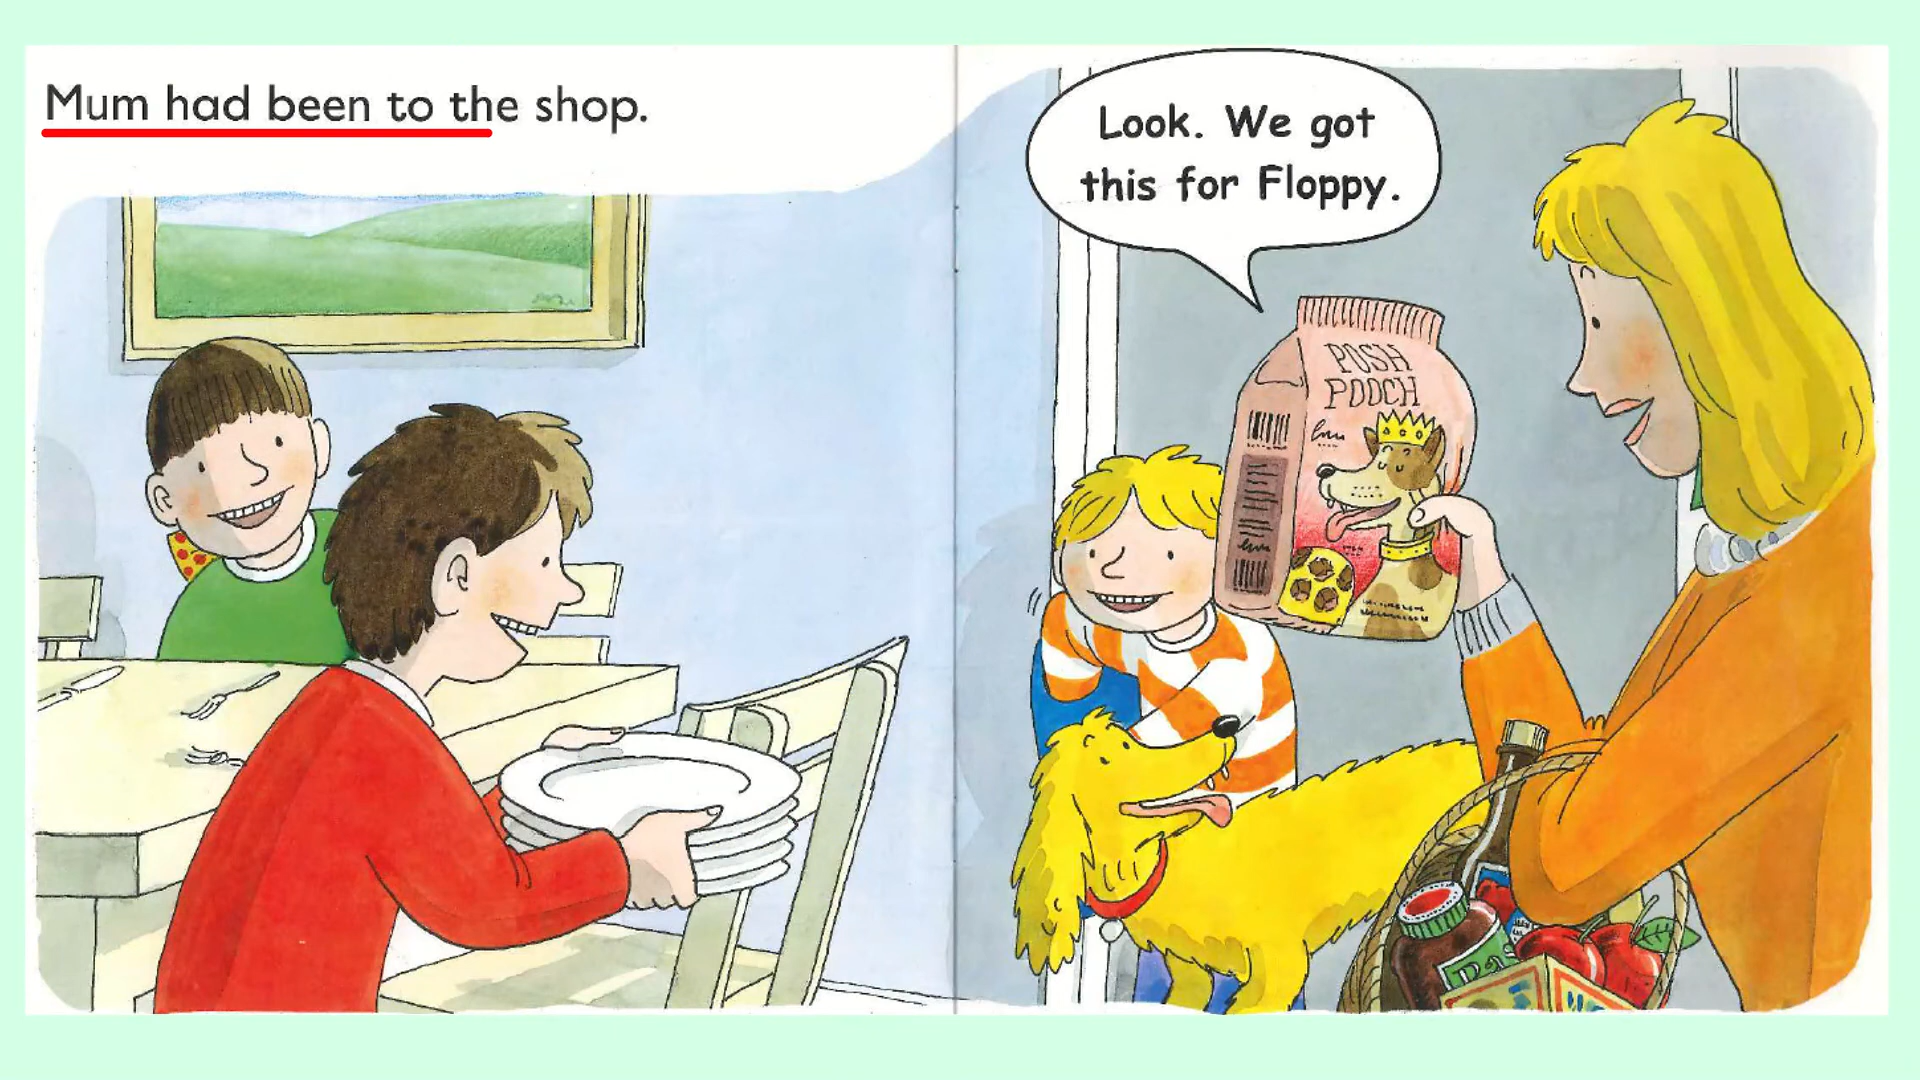 Mum had been to the shop.
Look. We got
this for Floppy.
POSH
POOCH